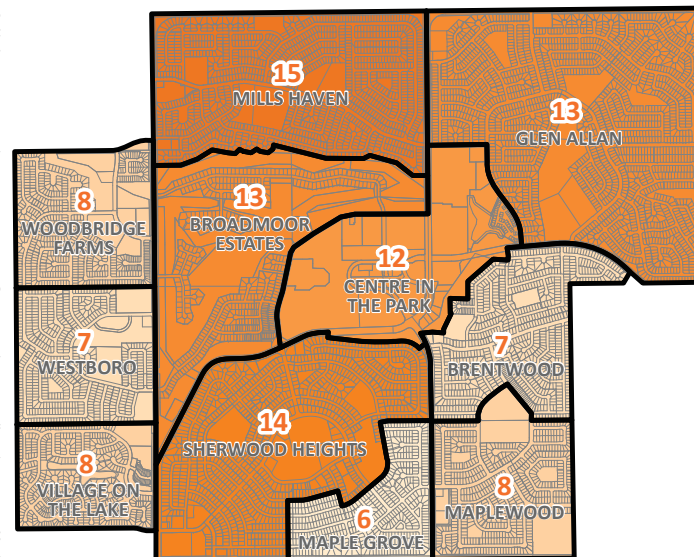 15
MILLS HAVEN
13
GLEN ALLAN
8
WOODBRIDGE
FARMS
13
BROADMOOR
ESTATES
12
CENTRE IN
THE PARK
7
WESTBORO
7
BRENTWOOD
14
SHERWOOD HEIGHTS
8
VILLAGE ON
THE LAKE
6
MAPLE GROVE
8
MAPLEWOOD